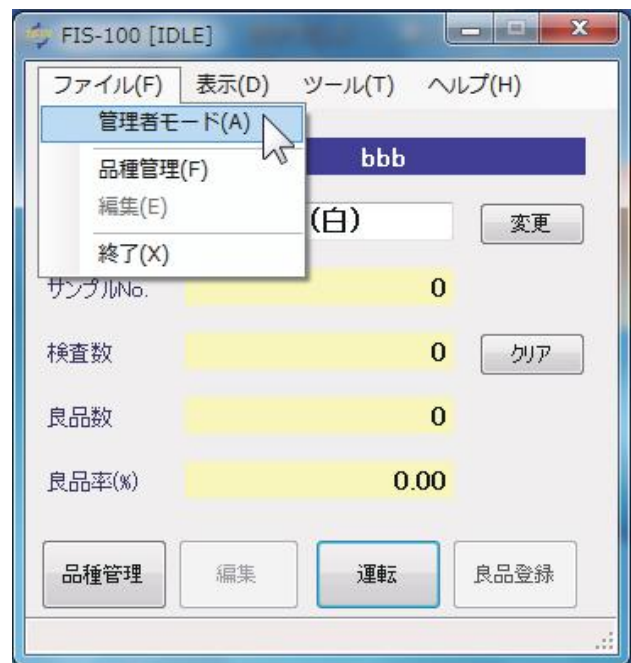 FIS-100 [IDLE]
ファイル(F) 表示(D) ツール(T) ヘルプ(H)
管理者モード(A)
品種管理(F)
編集(E)
終了(X)
bbb
(白) 変更
サンプルNo. 0
検査数 0 クリア
良品数 0
良品率(%) 0.00
品種管理 編集 運転 良品登録